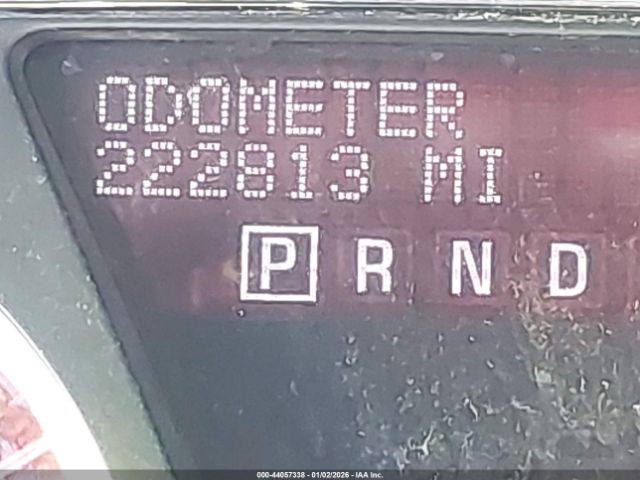 ODOMETER
222813 MI
P R N D
000-44057338 - 01/02/2026 - IAA Inc.